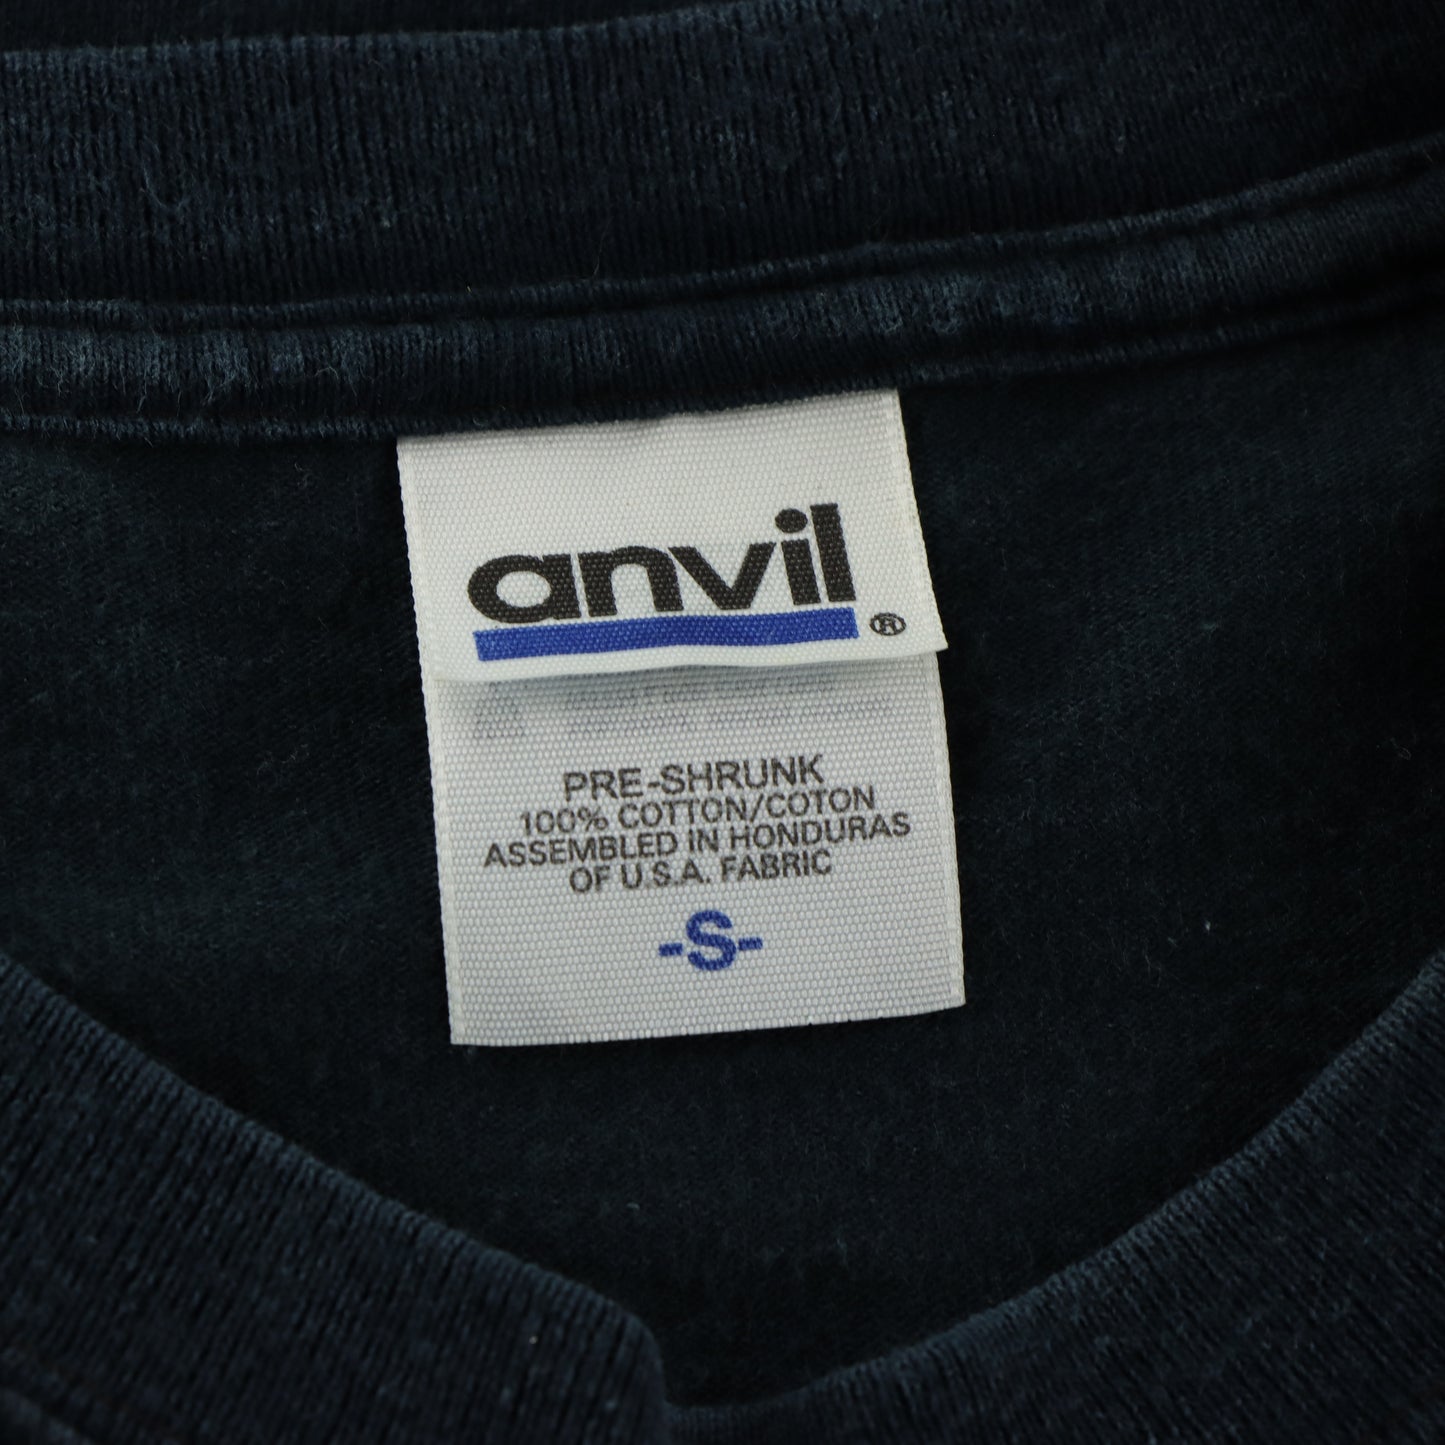 anvil®
PRE-SHRUNK
100% COTTON/COTON
ASSEMBLED IN HONDURAS
OF U.S.A. FABRIC
-S-